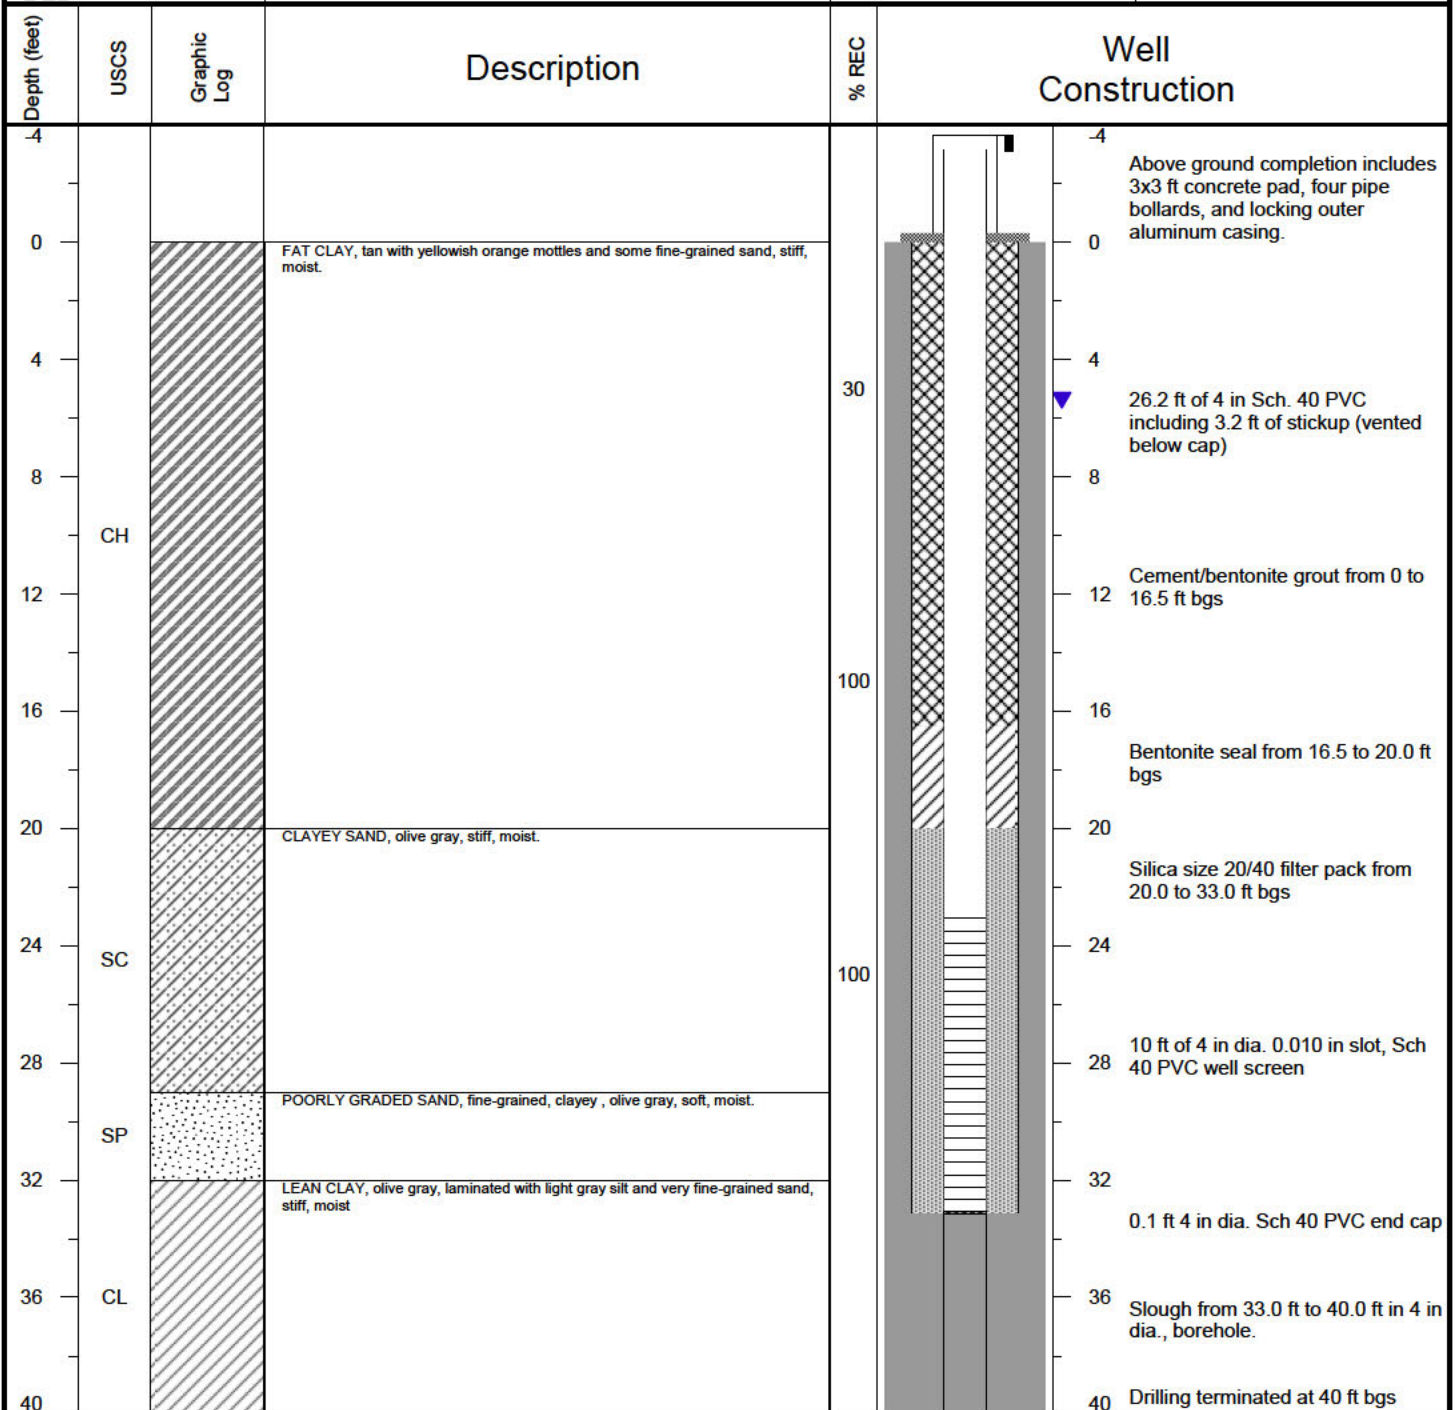 Depth (feet)
USCS
Graphic
Log
Description
% REC
Well
Construction
-4
-4
Above ground completion includes
3x3 ft concrete pad, four pipe
bollards, and locking outer
aluminum casing.
0
0
FAT CLAY, tan with yellowish orange mottles and some fine-grained sand, stiff,
moist.
4
4
30
26.2 ft of 4 in Sch. 40 PVC
including 3.2 ft of stickup (vented
below cap)
8
8
CH
12
12
Cement/bentonite grout from 0 to
16.5 ft bgs
100
16
16
Bentonite seal from 16.5 to 20.0 ft
bgs
20
20
CLAYEY SAND, olive gray, stiff, moist.
Silica size 20/40 filter pack from
20.0 to 33.0 ft bgs
24
24
SC
100
28
28
10 ft of 4 in dia. 0.010 in slot, Sch
40 PVC well screen
POORLY GRADED SAND, fine-grained, clayey , olive gray, soft, moist.
SP
32
32
LEAN CLAY, olive gray, laminated with light gray silt and very fine-grained sand,
stiff, moist
0.1 ft 4 in dia. Sch 40 PVC end cap
36
CL
36
Slough from 33.0 ft to 40.0 ft in 4 in
dia., borehole.
40
40
Drilling terminated at 40 ft bgs